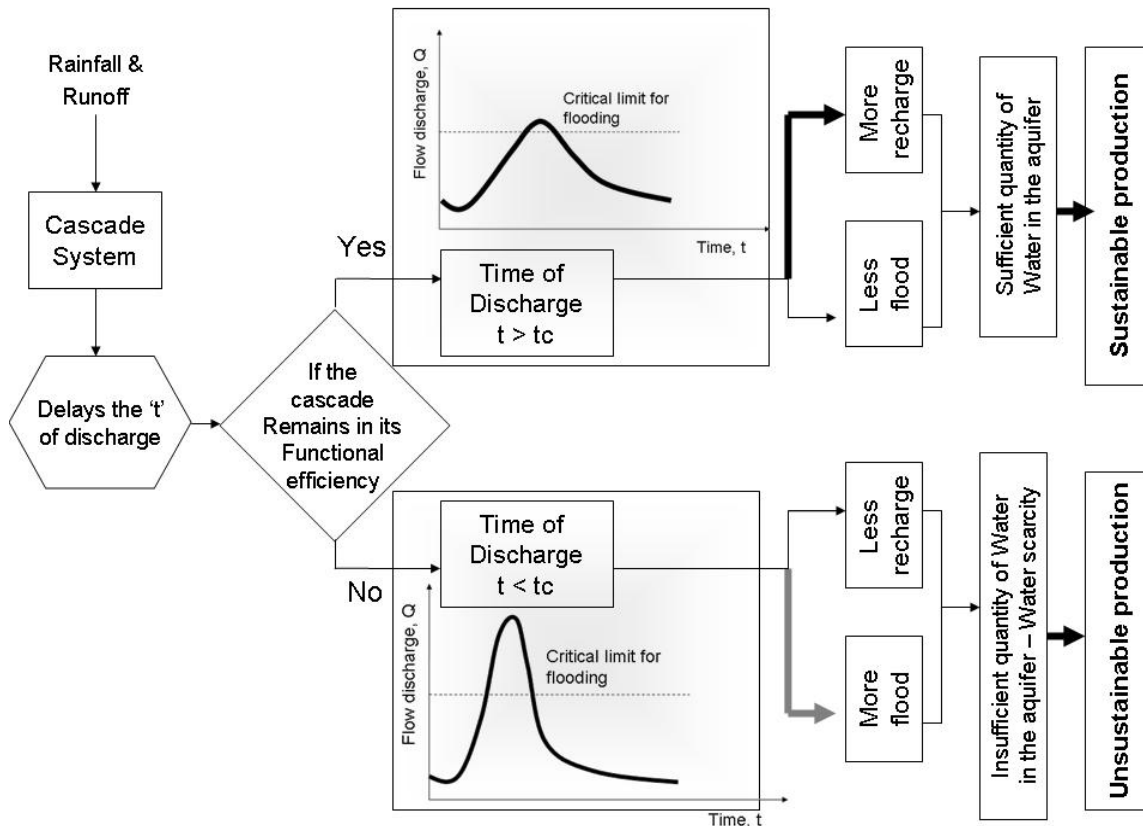 Rainfall &
Runoff
Cascade
System
Delays the 't'
of discharge
If the
cascade
Remains in its
Functional
efficiency
Yes
Flow discharge, Q
Critical limit for
flooding
Time, t
Time of
Discharge
t > tc
More
recharge
Less
flood
Sufficient quantity of
Water in the aquifer
Sustainable production
No
Time of
Discharge
t < tc
Flow discharge, Q
Critical limit for
flooding
Time, t
Less
recharge
More
flood
Insufficient quantity of Water
in the aquifer – Water scarcity
Unsustainable production